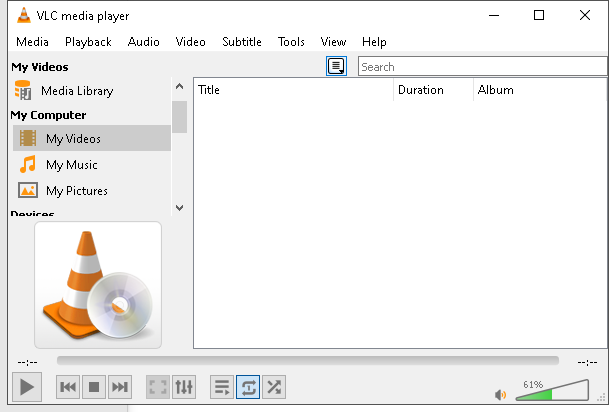 VLC media player
Media Playback Audio Video Subtitle Tools View Help
My Videos
Search
Media Library
Title Duration Album
My Computer
My Videos
My Music
My Pictures
Devices
--:-- --:--
61%